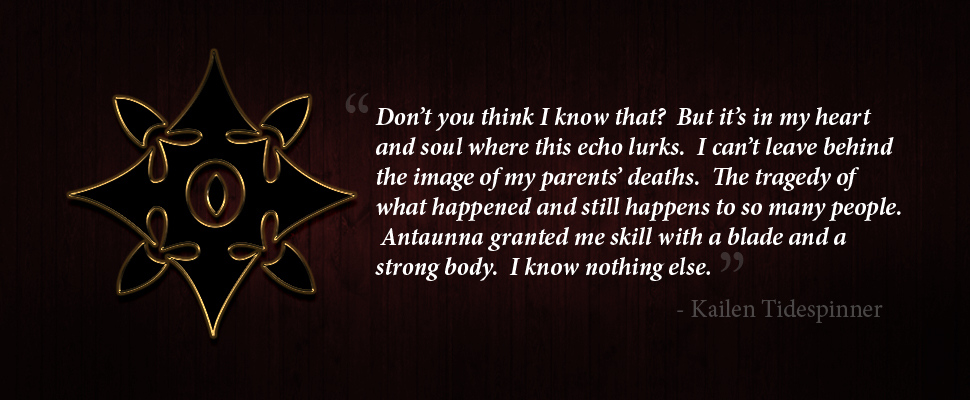 “ Don’t you think I know that?  But it’s in my heart
and soul where this echo lurks.  I can’t leave behind
the image of my parents’ deaths.  The tragedy of
what happened and still happens to so many people.
Antaunna granted me skill with a blade and a
strong body.  I know nothing else. ”
- Kailen Tidespinner